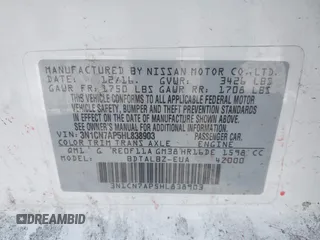 MANUFACTURED BY NISSAN MOTOR CO., LTD.
DATE: 12/16 GVWR: 3426 LBS
GAWR FR: 1750 LBS GAWR RR: 1706 LBS
THIS VEHICLE CONFORMS TO ALL APPLICABLE
FEDERAL MOTOR VEHICLE SAFETY, BUMPER,
AND THEFT PREVENTION STANDARDS
IN EFFECT ON THE DATE OF
MANUFACTURE SHOWN ABOVE.
SEE OWNER'S MANUAL FOR MORE INFORMATION.
VIN: 3N1CN7AP5HL838903 PASSENGER CAR
COLOR TRIM TRANS AXLE ENGINE
QM1 G RE0F11A GM38 HR16DE 1598 CC
MODEL BDTALBZ-EUA 42000
3N1CN7AP5HL838903